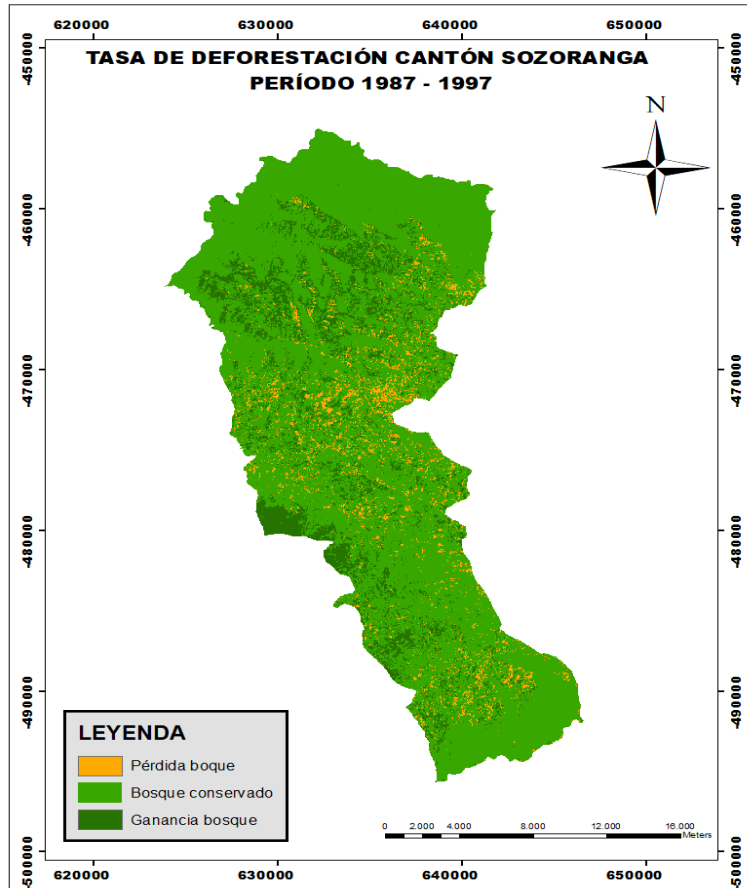 620000 630000 640000 650000
TASA DE DEFORESTACIÓN CANTÓN SOZORANGA
PERÍODO 1987 - 1997
N
-450000 -450000
-460000 -460000
-470000 -470000
-480000 -480000
-490000 -490000
-500000 -500000
LEYENDA
Pérdida boque
Bosque conservado
Ganancia bosque
0 2.000 4.000 8.000 12.000 16.000
Meters
620000 630000 640000 650000